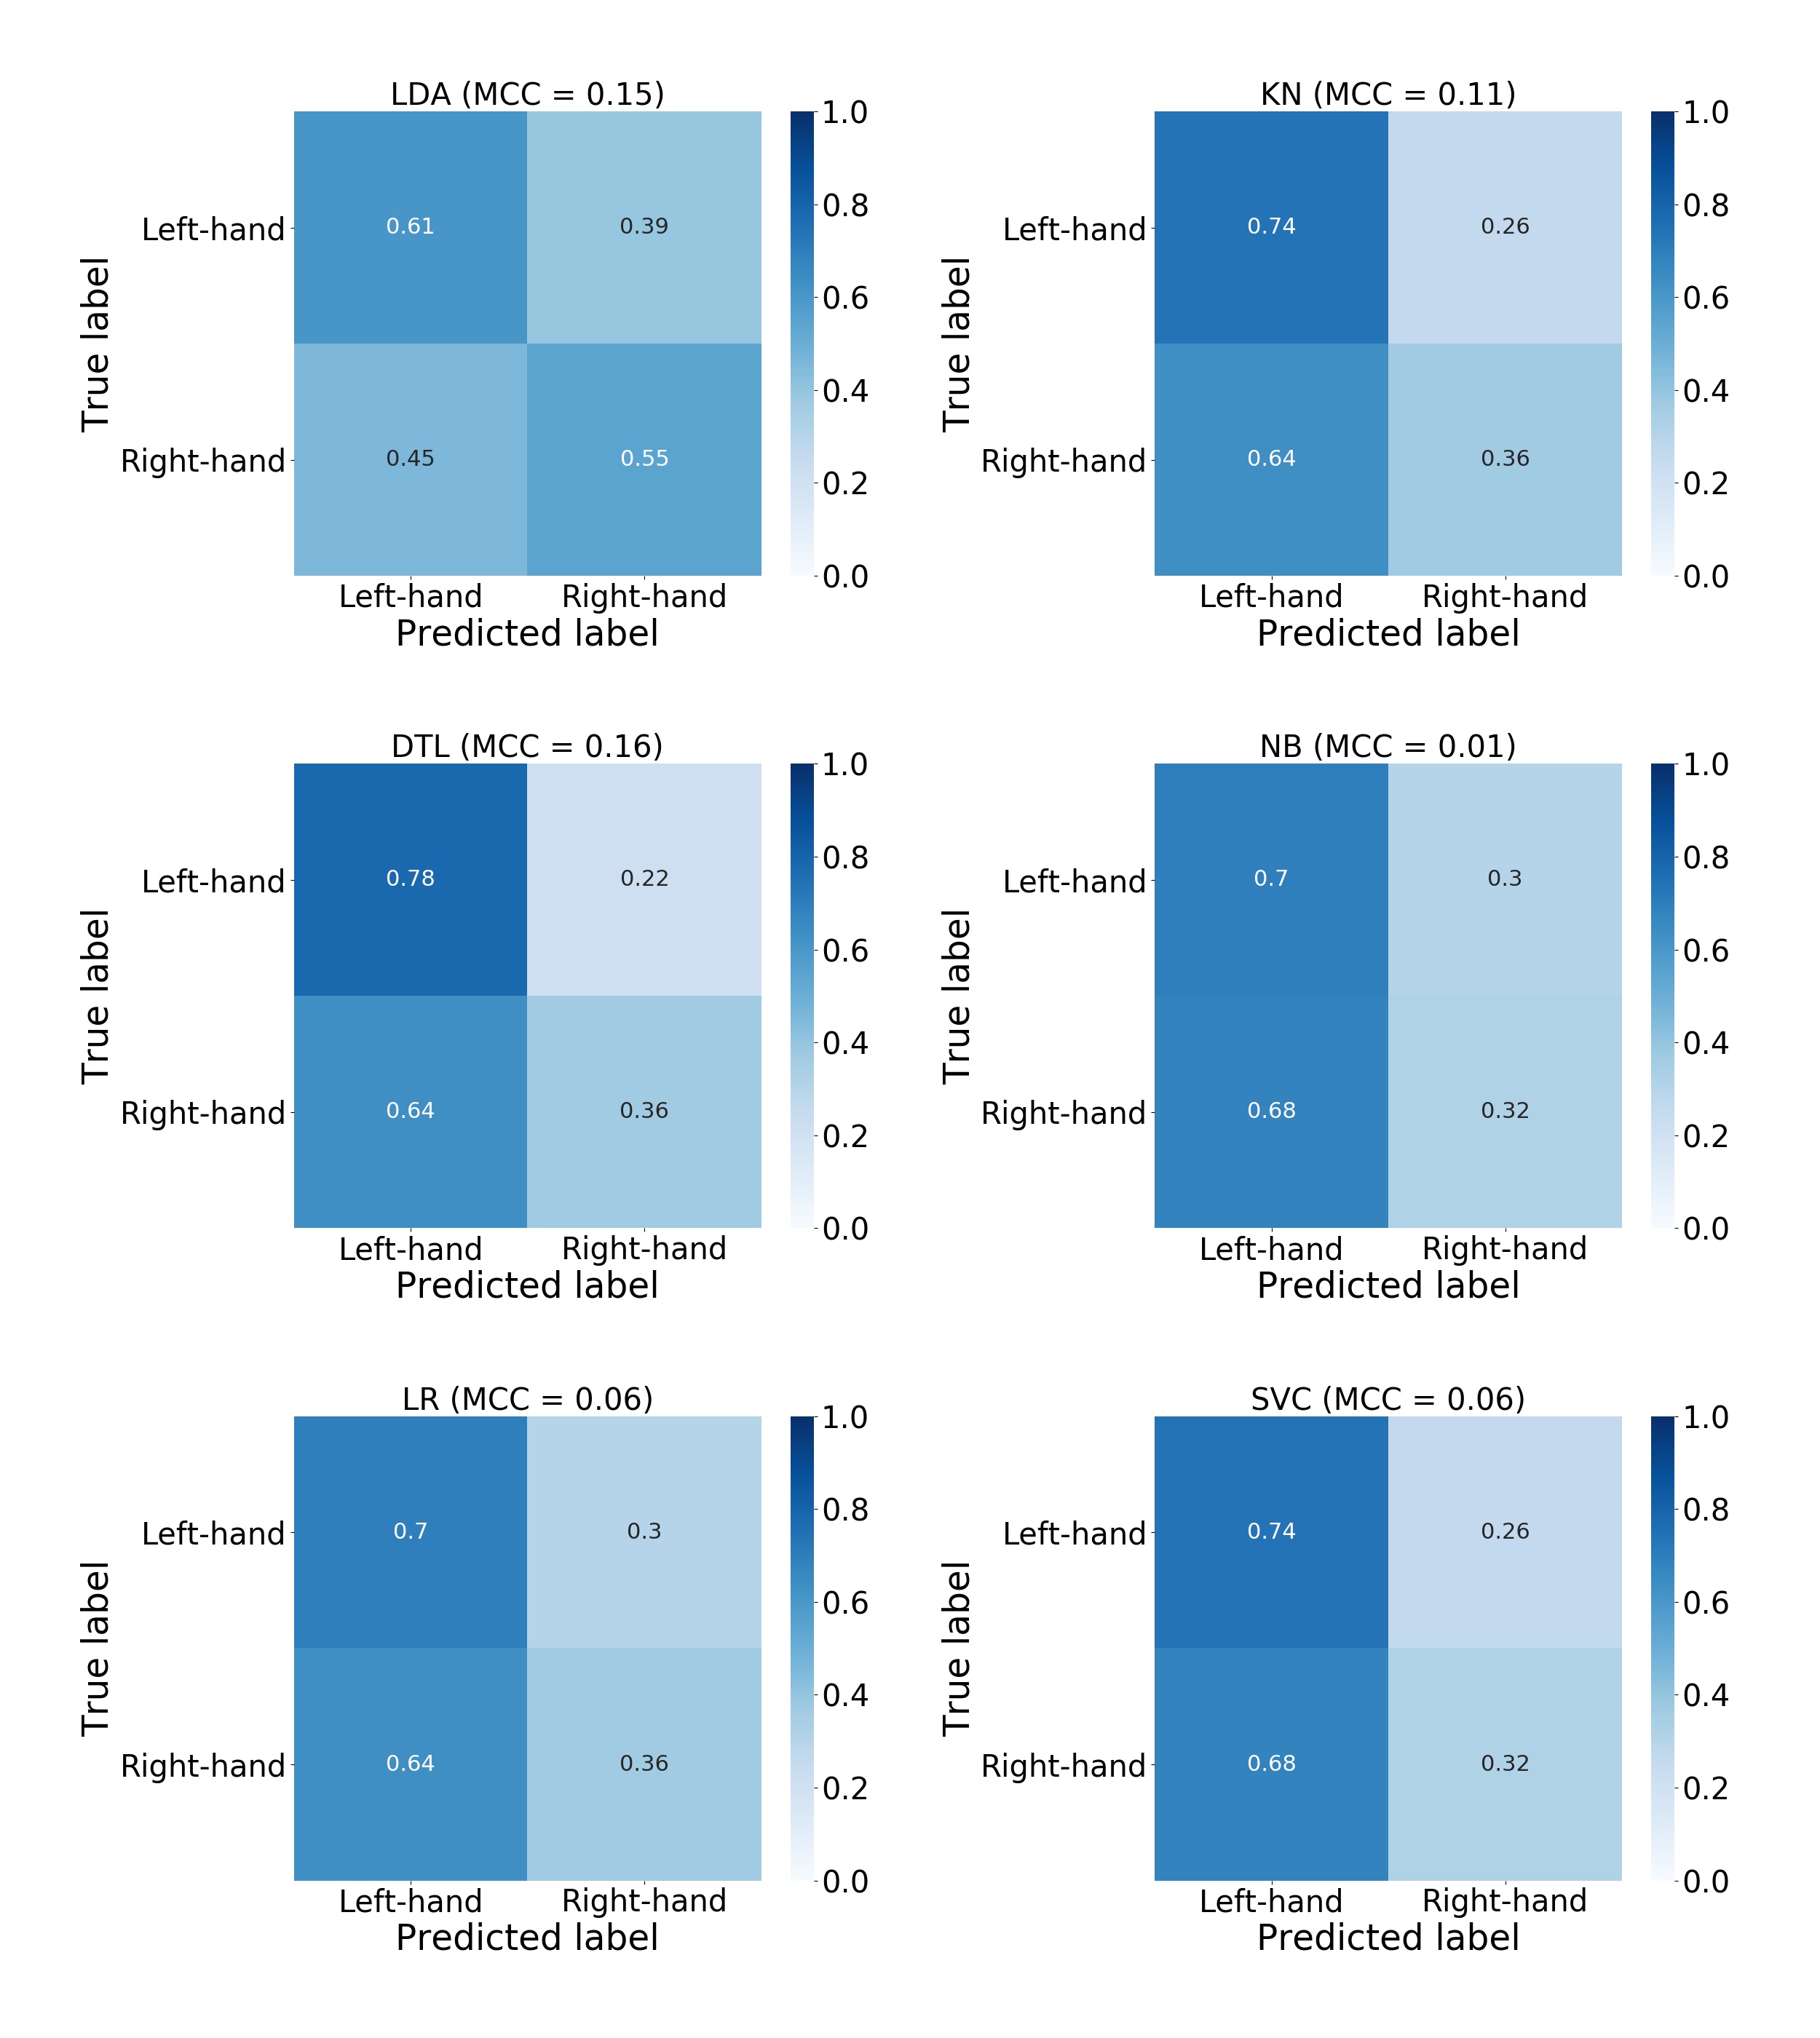 LDA (MCC = 0.15)
1.0
0.8
0.6
0.4
0.2
0.0
True label
Left-hand
0.61 0.39
Right-hand
0.45 0.55
Left-hand Right-hand
Predicted label
KN (MCC = 0.11)
1.0
0.8
0.6
0.4
0.2
0.0
True label
Left-hand
0.74 0.26
Right-hand
0.64 0.36
Left-hand Right-hand
Predicted label
DTL (MCC = 0.16)
1.0
0.8
0.6
0.4
0.2
0.0
True label
Left-hand
0.78 0.22
Right-hand
0.64 0.36
Left-hand Right-hand
Predicted label
NB (MCC = 0.01)
1.0
0.8
0.6
0.4
0.2
0.0
True label
Left-hand
0.7 0.3
Right-hand
0.68 0.32
Left-hand Right-hand
Predicted label
LR (MCC = 0.06)
1.0
0.8
0.6
0.4
0.2
0.0
True label
Left-hand
0.7 0.3
Right-hand
0.64 0.36
Left-hand Right-hand
Predicted label
SVC (MCC = 0.06)
1.0
0.8
0.6
0.4
0.2
0.0
True label
Left-hand
0.74 0.26
Right-hand
0.68 0.32
Left-hand Right-hand
Predicted label